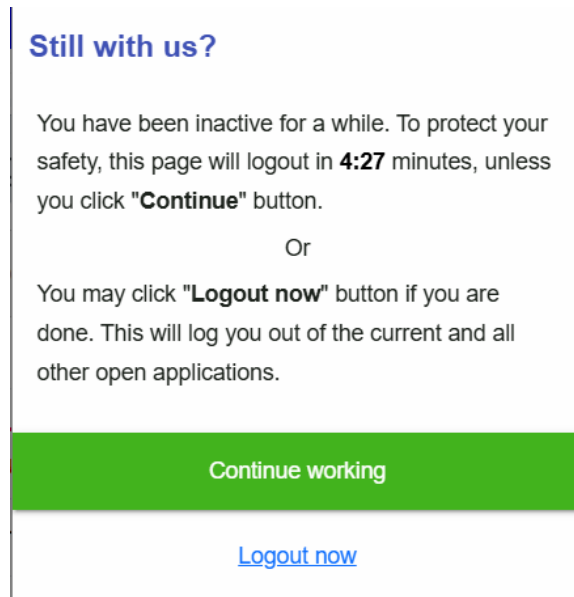 Still with us?
You have been inactive for a while. To protect your
safety, this page will logout in 4:27 minutes, unless
you click "Continue" button.
Or
You may click "Logout now" button if you are
done. This will log you out of the current and all
other open applications.
Continue working
Logout now